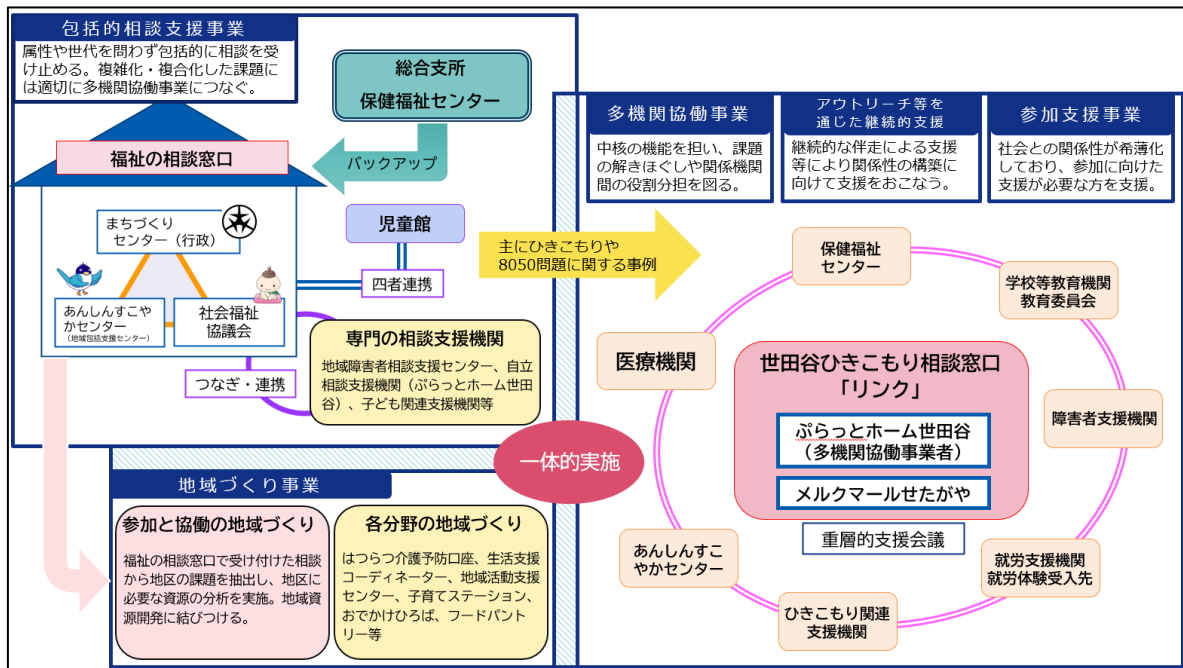 包括的相談支援事業
属性や世代を問わず包括的に相談を受
け止める。複雑化・複合化した課題に
は適切に多機関協働事業につなぐ。
総合支所
保健福祉センター
バックアップ
福祉の相談窓口
まちづくり
センター（行政）
あんしんすこや
かセンター
（地域包括支援センター）
社会福祉
協議会
児童館
四者連携
つなぎ・連携
専門の相談支援機関
地域障害者相談支援センター、自立
相談支援機関（ぷらっとホーム世田
谷）、子ども関連支援機関等
主にひきこもりや
8050問題に関する事例
多機関協働事業
中核の機能を担い、課題
の解きほぐしや関係機関
間の役割分担を図る。
アウトリーチ等を
通じた継続的支援
継続的な伴走による支援
等により関係性の構築に
向けて支援をおこなう。
参加支援事業
社会との関係性が希薄化
しており、参加に向けた
支援が必要な方を支援。
保健福祉
センター
学校等教育機関
教育委員会
医療機関
世田谷ひきこもり相談窓口
「リンク」
ぷらっとホーム世田谷
（多機関協働事業者）
メルクマールせたがや
重層的支援会議
障害者支援機関
あんしんすこ
やかセンター
就労支援機関
就労体験受入先
ひきこもり関連
支援機関
一体的実施
地域づくり事業
参加と協働の地域づくり
福祉の相談窓口で受け付けた相談
から地区の課題を抽出し、地区に
必要な資源の分析を実施。地域資
源開発に結びつける。
各分野の地域づくり
はつらつ介護予防口座、生活支援
コーディネーター、地域活動支援
センター、子育てステーション、
おでかけひろば、フードパント
リー等